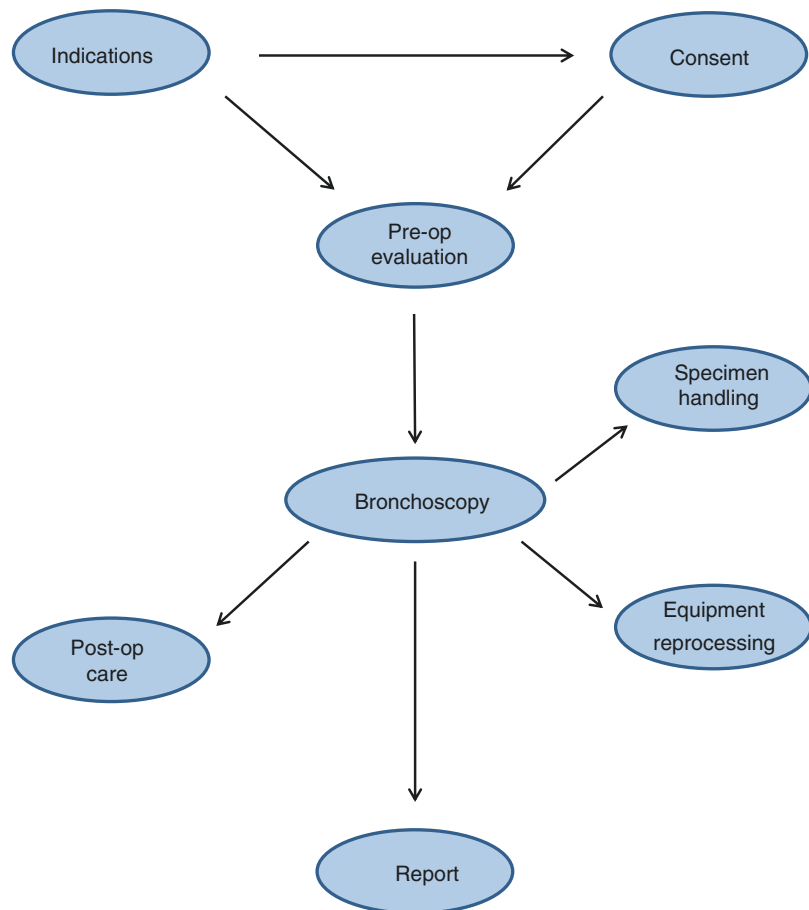 Indications
Consent
Pre-op
evaluation
Specimen
handling
Bronchoscopy
Equipment
reprocessing
Post-op
care
Report